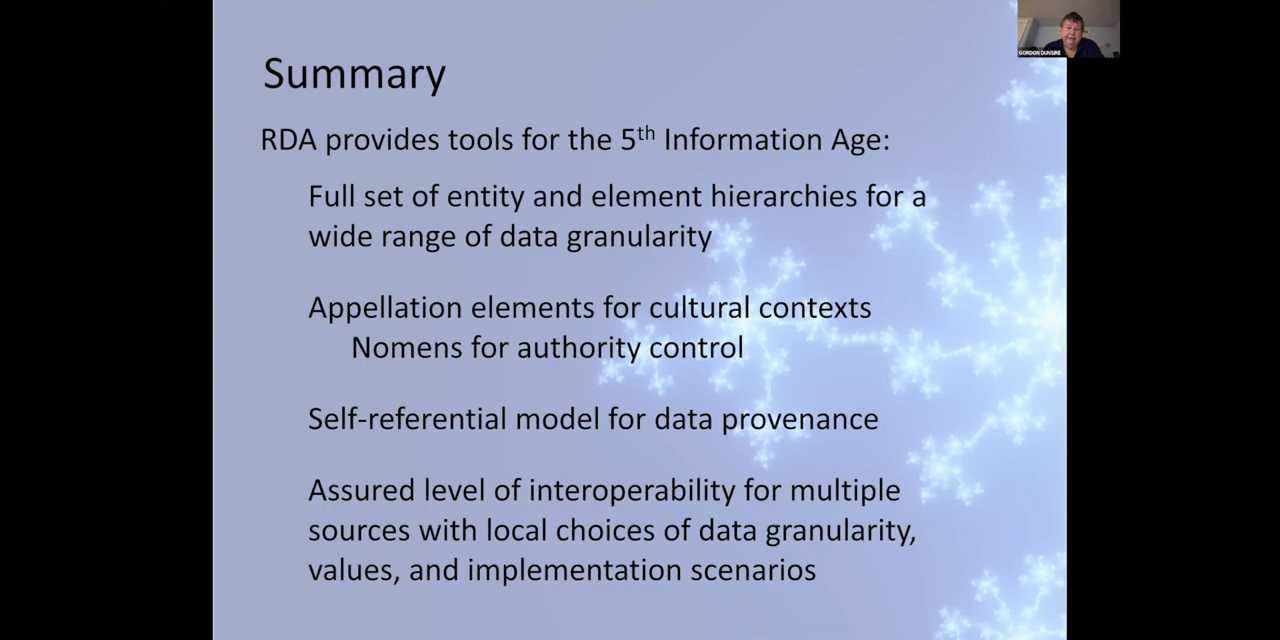 GORDON DUNSIRE
Summary
RDA provides tools for the 5th Information Age:
Full set of entity and element hierarchies for a
wide range of data granularity
Appellation elements for cultural contexts
Nomens for authority control
Self-referential model for data provenance
Assured level of interoperability for multiple
sources with local choices of data granularity,
values, and implementation scenarios